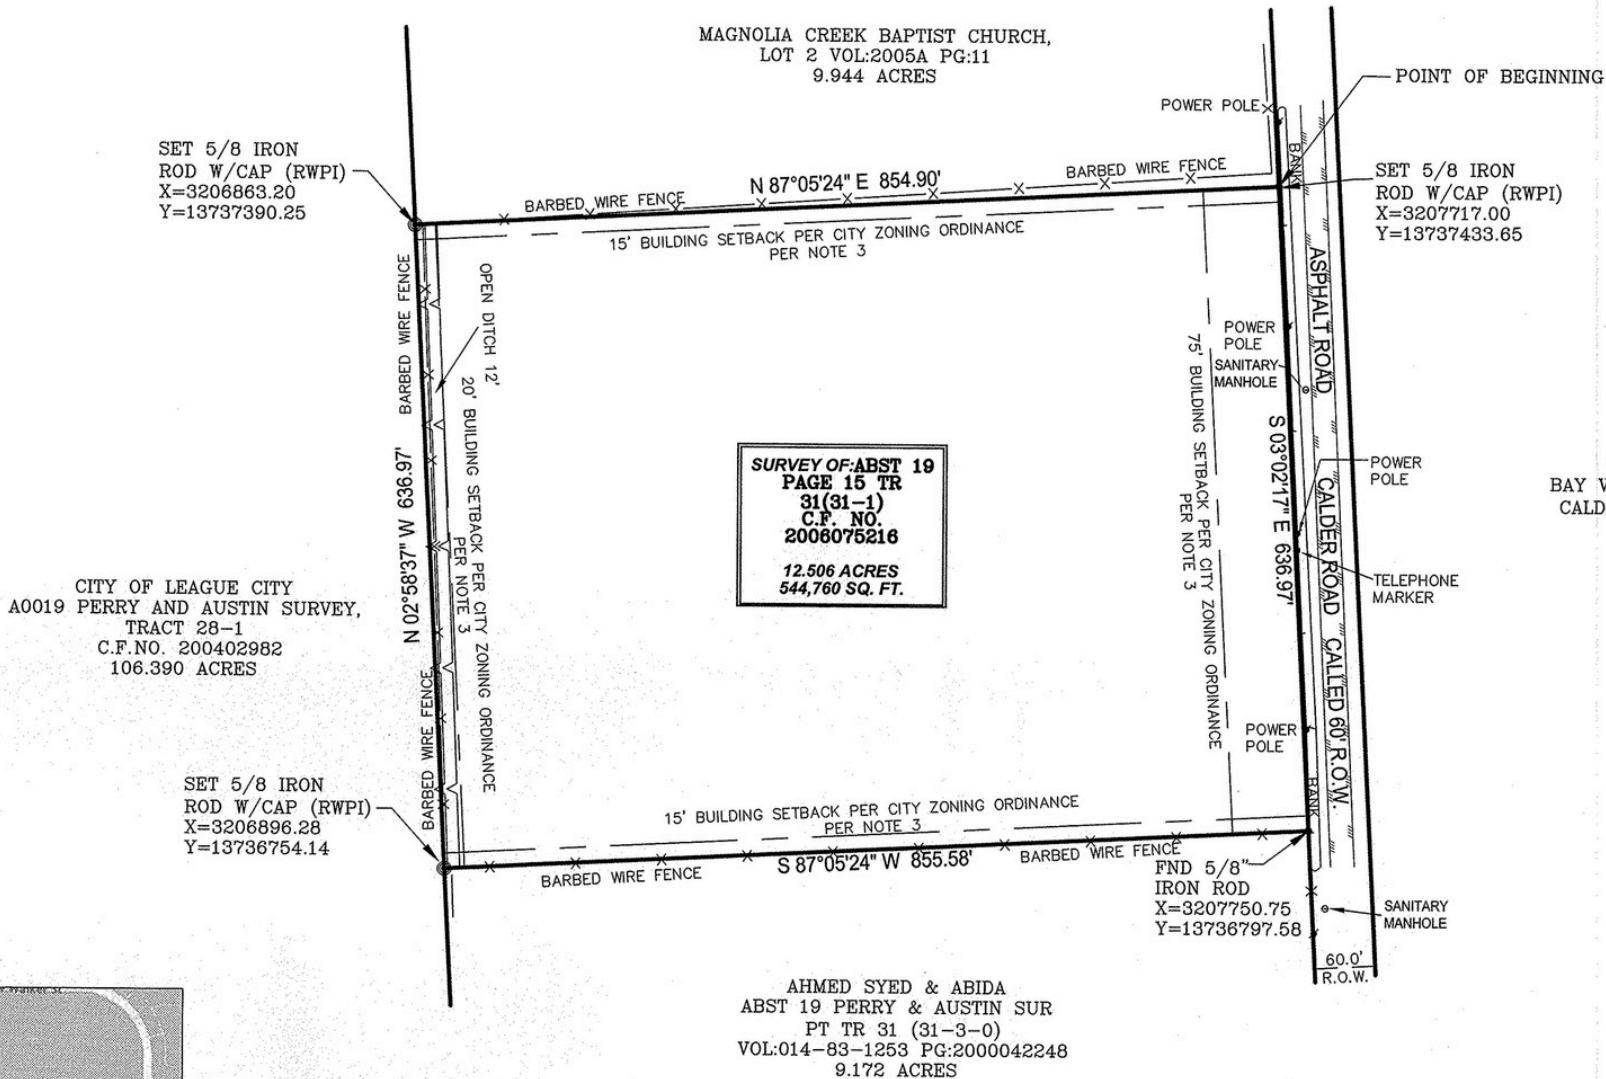 MAGNOLIA CREEK BAPTIST CHURCH,
LOT 2 VOL:2005A PG:11
9.944 ACRES
POINT OF BEGINNING
POWER POLE
BANK
SET 5/8 IRON
ROD W/CAP (RWPI)
X=3206863.20
Y=13737390.25
SET 5/8 IRON
ROD W/CAP (RWPI)
X=3207717.00
Y=13737433.65
BARBED WIRE FENCE
N 87°05'24" E 854.90'
BARBED WIRE FENCE
15' BUILDING SETBACK PER CITY ZONING ORDINANCE
PER NOTE 3
BARBED WIRE FENCE
OPEN DITCH 12'
20' BUILDING SETBACK PER CITY ZONING ORDINANCE
PER NOTE 3
N 02°58'37" W 636.97'
BARBED WIRE FENCE
75' BUILDING SETBACK PER CITY ZONING ORDINANCE
PER NOTE 3
POWER
POLE
SANITARY
MANHOLE
S 03°02'17" E 636.97'
ASPHALT ROAD
CALDER ROAD CALLED 60' R.O.W.
POWER
POLE
TELEPHONE
MARKER
BAY
CALD
SURVEY OF:ABST 19
PAGE 15 TR
31(31-1)
C.F. NO.
2006075216
12.506 ACRES
544,760 SQ. FT.
CITY OF LEAGUE CITY
A0019 PERRY AND AUSTIN SURVEY,
TRACT 28-1
C.F.NO. 200402982
106.390 ACRES
POWER
POLE
BANK
SET 5/8 IRON
ROD W/CAP (RWPI)
X=3206896.28
Y=13736754.14
15' BUILDING SETBACK PER CITY ZONING ORDINANCE
PER NOTE 3
BARBED WIRE FENCE
S 87°05'24" W 855.58'
BARBED WIRE FENCE
FND 5/8"
IRON ROD
X=3207750.75
Y=13736797.58
SANITARY
MANHOLE
60.0'
R.O.W.
AHMED SYED & ABIDA
ABST 19 PERRY & AUSTIN SUR
PT TR 31 (31-3-0)
VOL:014-83-1253 PG:2000042248
9.172 ACRES
Walker St